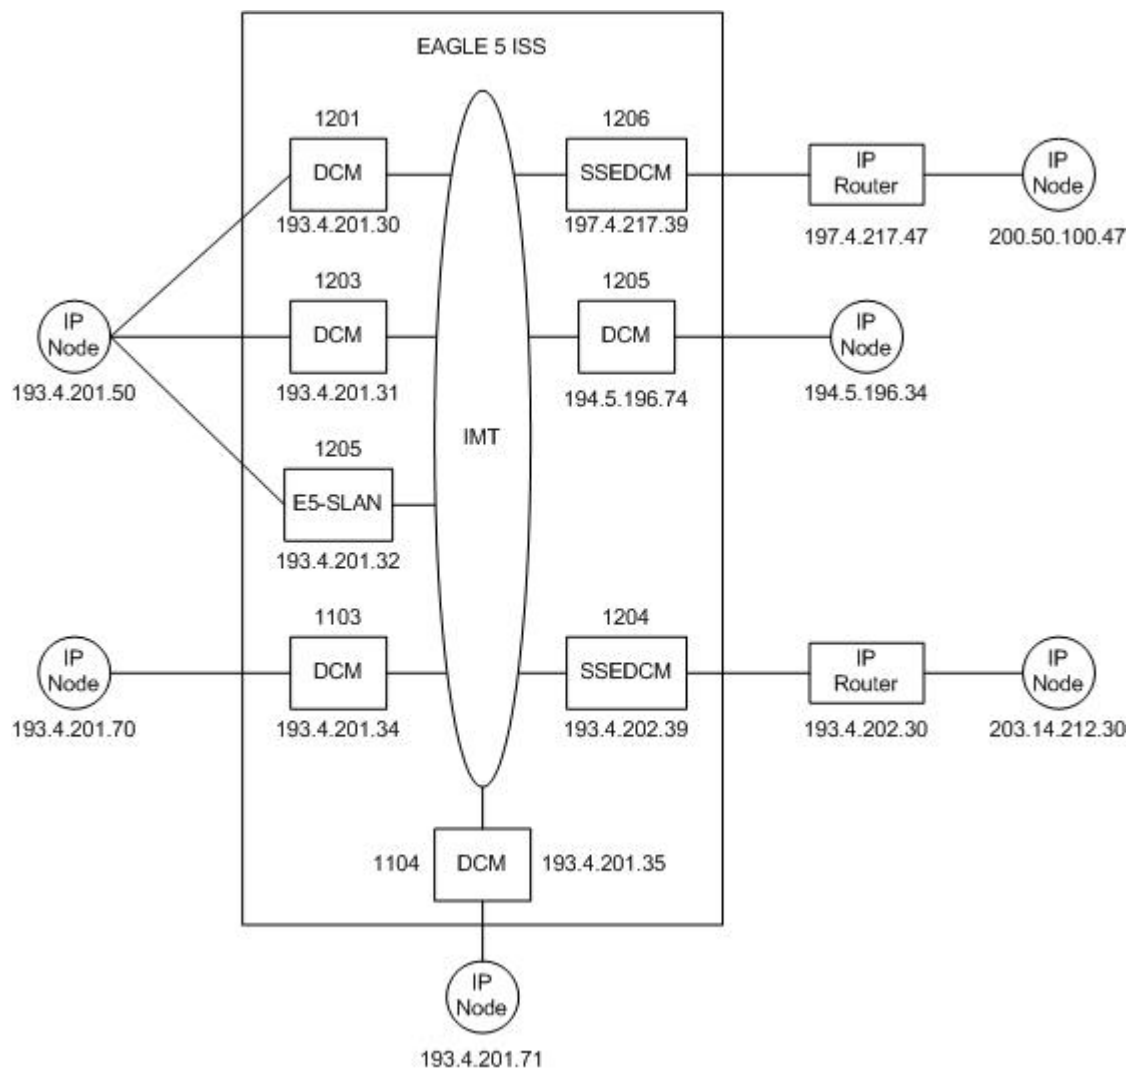 EAGLE 5 ISS
1201
DCM
193.4.201.30
1206
SSEDCM
197.4.217.39
IP
Router
197.4.217.47
IP
Node
200.50.100.47
IP
Node
193.4.201.50
1203
DCM
193.4.201.31
1205
DCM
194.5.196.74
IP
Node
194.5.196.34
IMT
1205
E5-SLAN
193.4.201.32
IP
Node
193.4.201.70
1103
DCM
193.4.201.34
1204
SSEDCM
193.4.202.39
IP
Router
193.4.202.30
IP
Node
203.14.212.30
1104
DCM
193.4.201.35
IP
Node
193.4.201.71